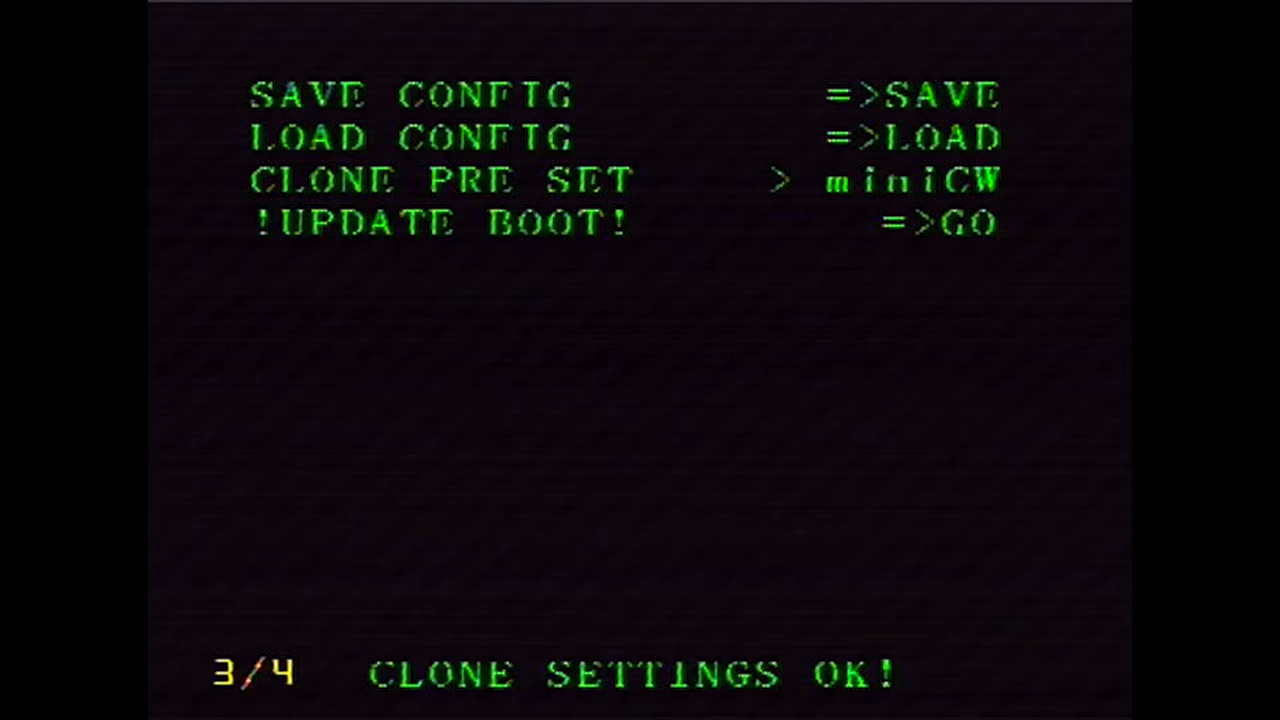 SAVE CONFIG =>SAVE
LOAD CONFIG =>LOAD
CLONE PRE SET > miniCW
!UPDATE BOOT! =>GO
3/4 CLONE SETTINGS OK!